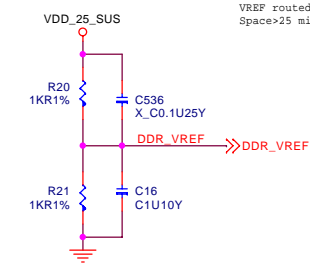 VREF routed
Space>25 mi
VDD_25_SUS
R20
1KR1%
C536
X_C0.1U25Y
DDR_VREF
DDR_VREF
R21
1KR1%
C16
C1U10Y